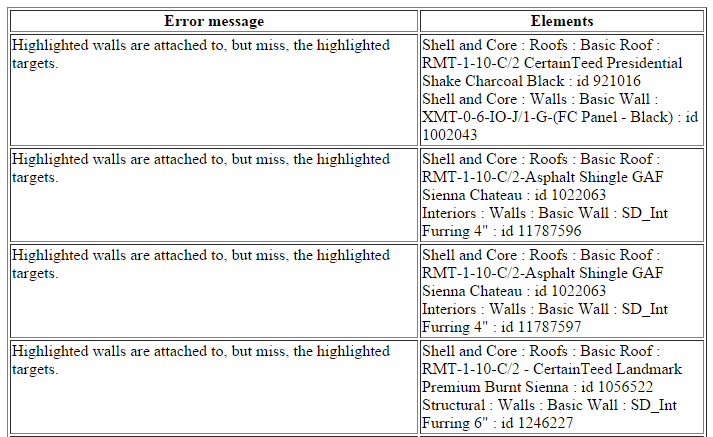 Error message
Elements
Highlighted walls are attached to, but miss, the highlighted
targets.
Shell and Core : Roofs : Basic Roof :
RMT-1-10-C/2 CertainTeed Presidential
Shake Charcoal Black : id 921016
Shell and Core : Walls : Basic Wall :
XMT-0-6-IO-J/1-G-(FC Panel - Black) : id
1002043
Highlighted walls are attached to, but miss, the highlighted
targets.
Shell and Core : Roofs : Basic Roof :
RMT-1-10-C/2-Asphalt Shingle GAF
Sienna Chateau : id 1022063
Interiors : Walls : Basic Wall : SD_Int
Furring 4" : id 11787596
Highlighted walls are attached to, but miss, the highlighted
targets.
Shell and Core : Roofs : Basic Roof :
RMT-1-10-C/2-Asphalt Shingle GAF
Sienna Chateau : id 1022063
Interiors : Walls : Basic Wall : SD_Int
Furring 4" : id 11787597
Highlighted walls are attached to, but miss, the highlighted
targets.
Shell and Core : Roofs : Basic Roof :
RMT-1-10-C/2 - CertainTeed Landmark
Premium Burnt Sienna : id 1056522
Structural : Walls : Basic Wall : SD_Int
Furring 6" : id 1246227